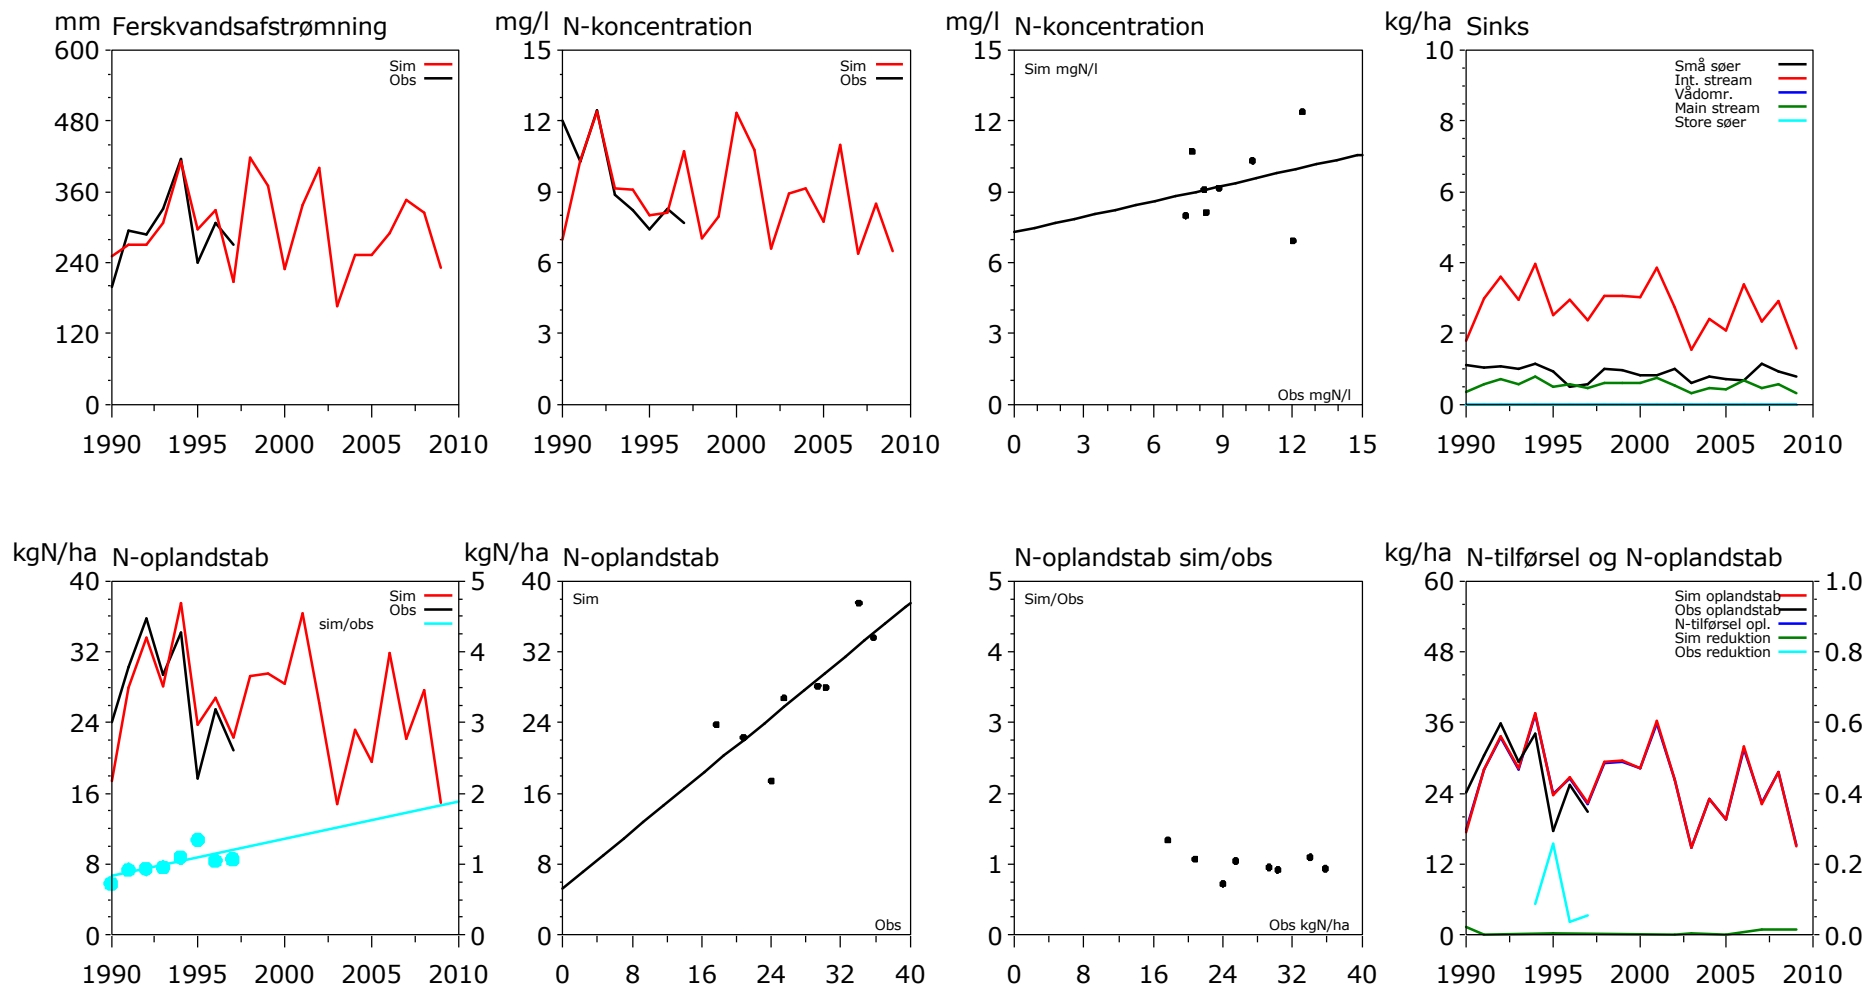 mm Ferskvandsafstrømning
600
480
360
240
120
0
1990 1995 2000 2005 2010
Sim
Obs
mg/l N-koncentration
15
12
9
6
3
0
1990 1995 2000 2005 2010
Sim
Obs
mg/l N-koncentration
15
12
9
6
3
0
0 3 6 9 12 15
Sim mgN/l
Obs mgN/l
kg/ha Sinks
10
8
6
4
2
0
1990 1995 2000 2005 2010
Små søer
Int. stream
Vådomr.
Main stream
Store søer
kgN/ha N-oplandstab
40
32
24
16
8
0
5
4
3
2
1
0
1990 1995 2000 2005 2010
Sim
Obs
sim/obs
kgN/ha N-oplandstab
40
32
24
16
8
0
0 8 16 24 32 40
Sim
Obs
N-oplandstab sim/obs
5
4
3
2
1
0
0 8 16 24 32 40
Sim/Obs
Obs kgN/ha
kg/ha N-tilførsel og N-oplandstab
60
48
36
24
12
0
1.0
0.8
0.6
0.4
0.2
0.0
1990 1995 2000 2005 2010
Sim oplandstab
Obs oplandstab
N-tilførsel opl.
Sim reduktion
Obs reduktion